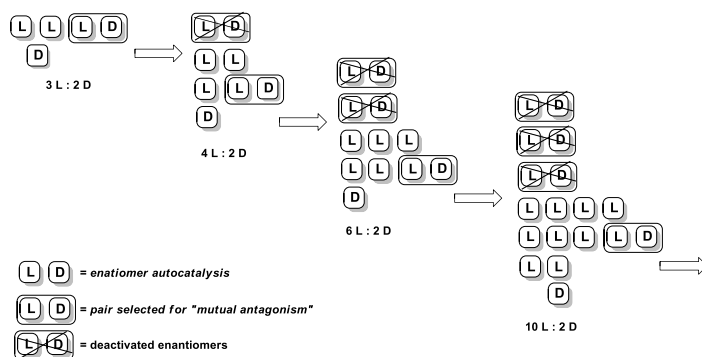 L L L D
D
3 L : 2 D
L D
L L
L L D
D
4 L : 2 D
L D
L D
L L L
L L L D
D
6 L : 2 D
L D
L D
L D
L L L L
L L L L D
L L
D
10 L : 2 D
L D = enatiomer autocatalysis
L D = pair selected for "mutual antagonism"
L D = deactivated enantiomers